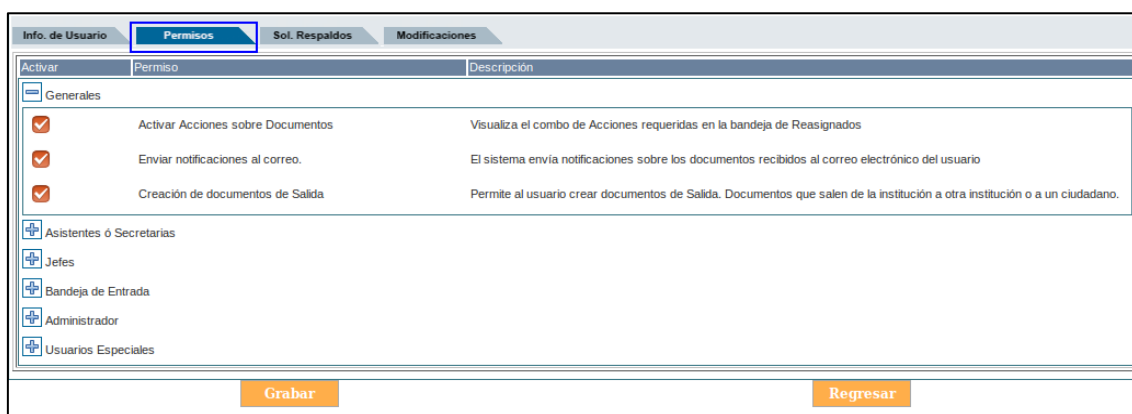 Info. de Usuario Permisos Sol. Respaldos Modificaciones
Activar Permiso Descripción
Generales
Activar Acciones sobre Documentos Visualiza el combo de Acciones requeridas en la bandeja de Reasignados
Enviar notificaciones al correo. El sistema envía notificaciones sobre los documentos recibidos al correo electrónico del usuario
Creación de documentos de Salida Permite al usuario crear documentos de Salida. Documentos que salen de la institución a otra institución o a un ciudadano.
Asistentes ó Secretarias
Jefes
Bandeja de Entrada
Administrador
Usuarios Especiales
Grabar Regresar